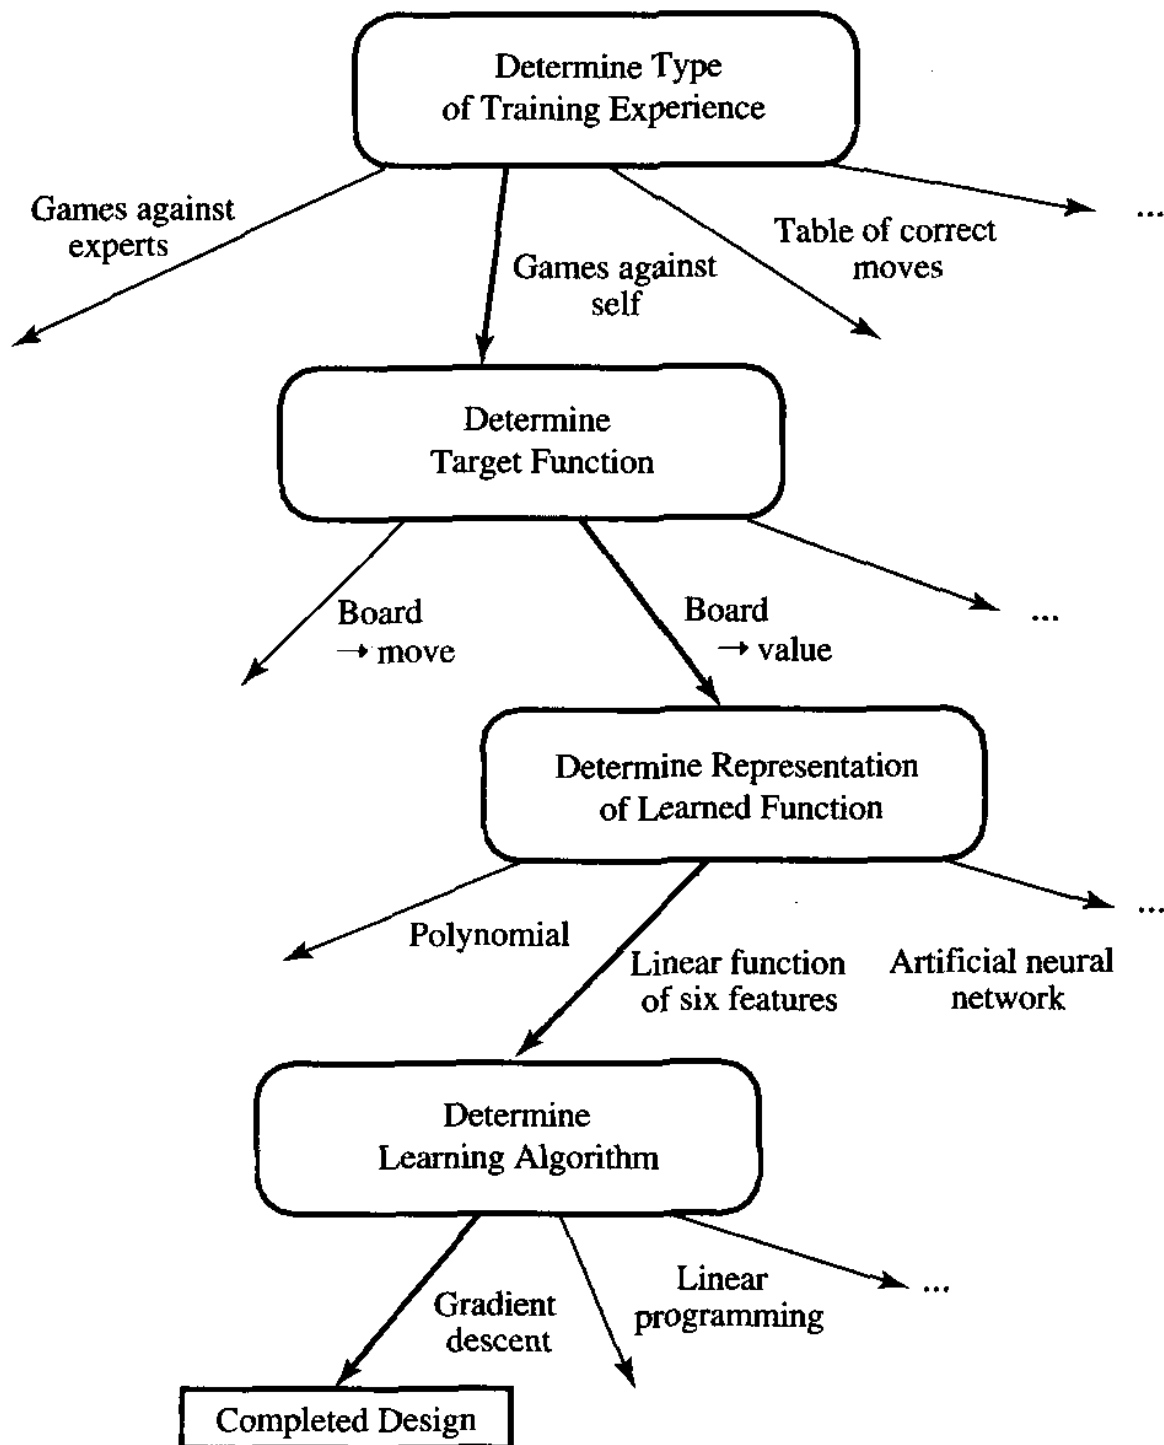 Determine Type
of Training Experience
Games against
experts
Games against
self
Table of correct
moves
...
Determine
Target Function
Board
→ move
Board
→ value
...
Determine Representation
of Learned Function
Polynomial
Linear function
of six features
Artificial neural
network
...
Determine
Learning Algorithm
Gradient
descent
Linear
programming
...
Completed Design